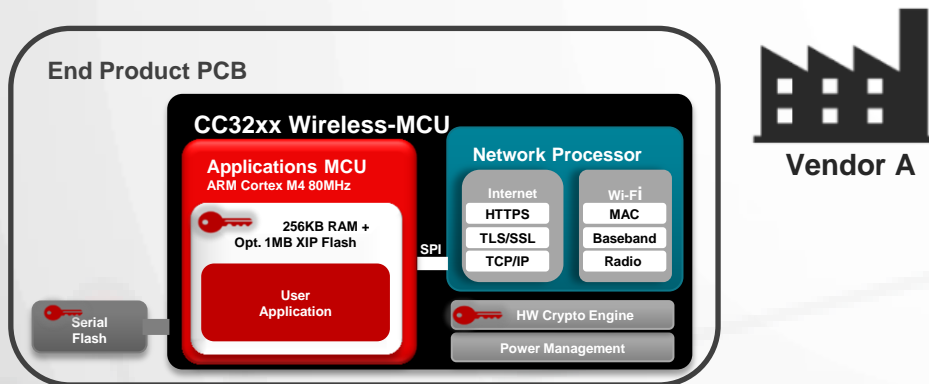 End Product PCB
CC32xx Wireless-MCU
Applications MCU
ARM Cortex M4 80MHz
256KB RAM +
Opt. 1MB XIP Flash
User
Application
SPI
Network Processor
Internet
HTTPS
TLS/SSL
TCP/IP
Wi-Fi
MAC
Baseband
Radio
HW Crypto Engine
Power Management
Serial
Flash
Vendor A